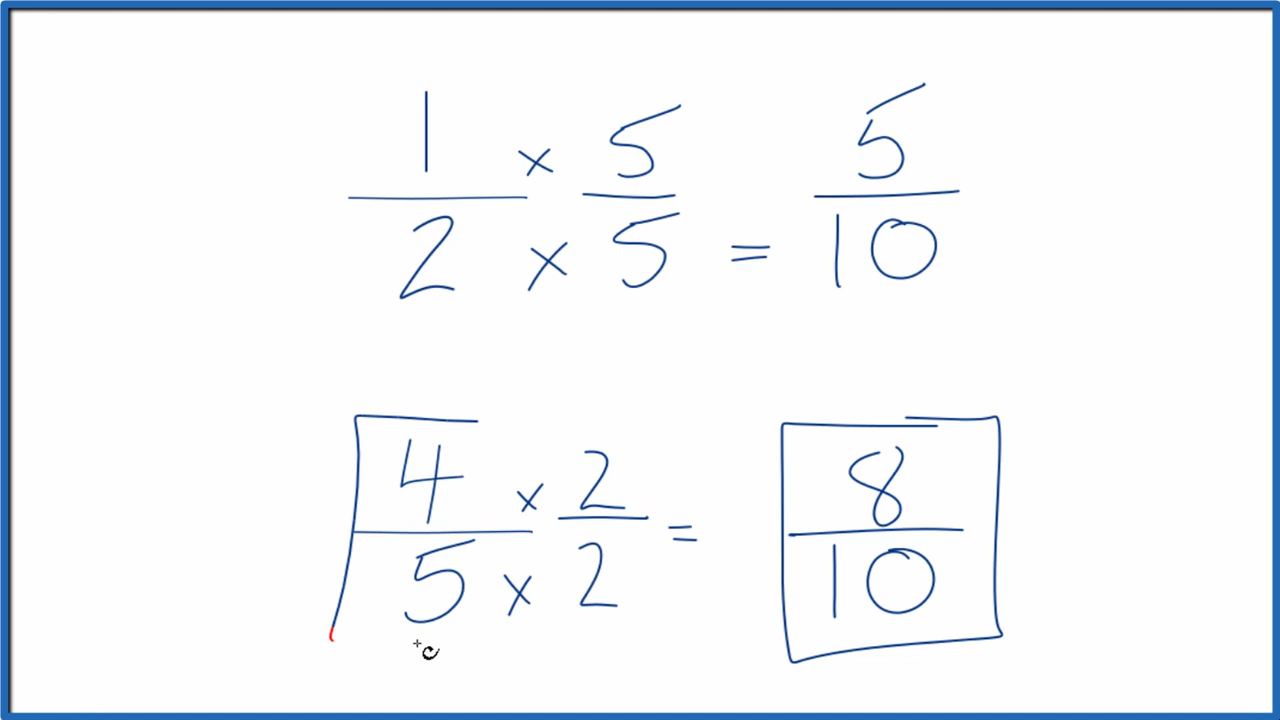 1 × 5 5
2 × 5 = 10
4 × 2 = 8
5 × 2 10